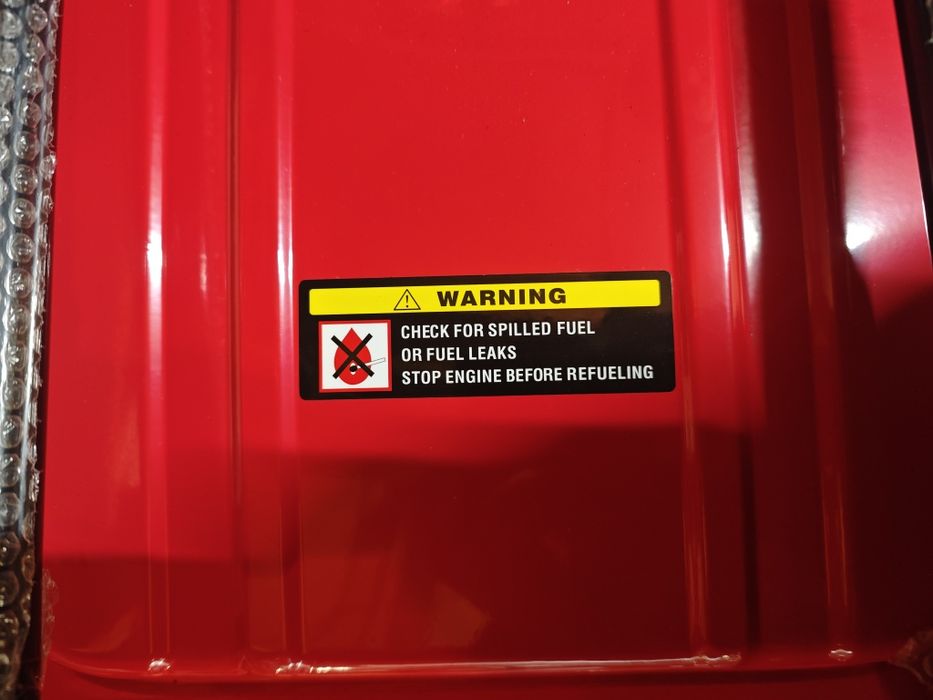 WARNING
CHECK FOR SPILLED FUEL
OR FUEL LEAKS
STOP ENGINE BEFORE REFUELING